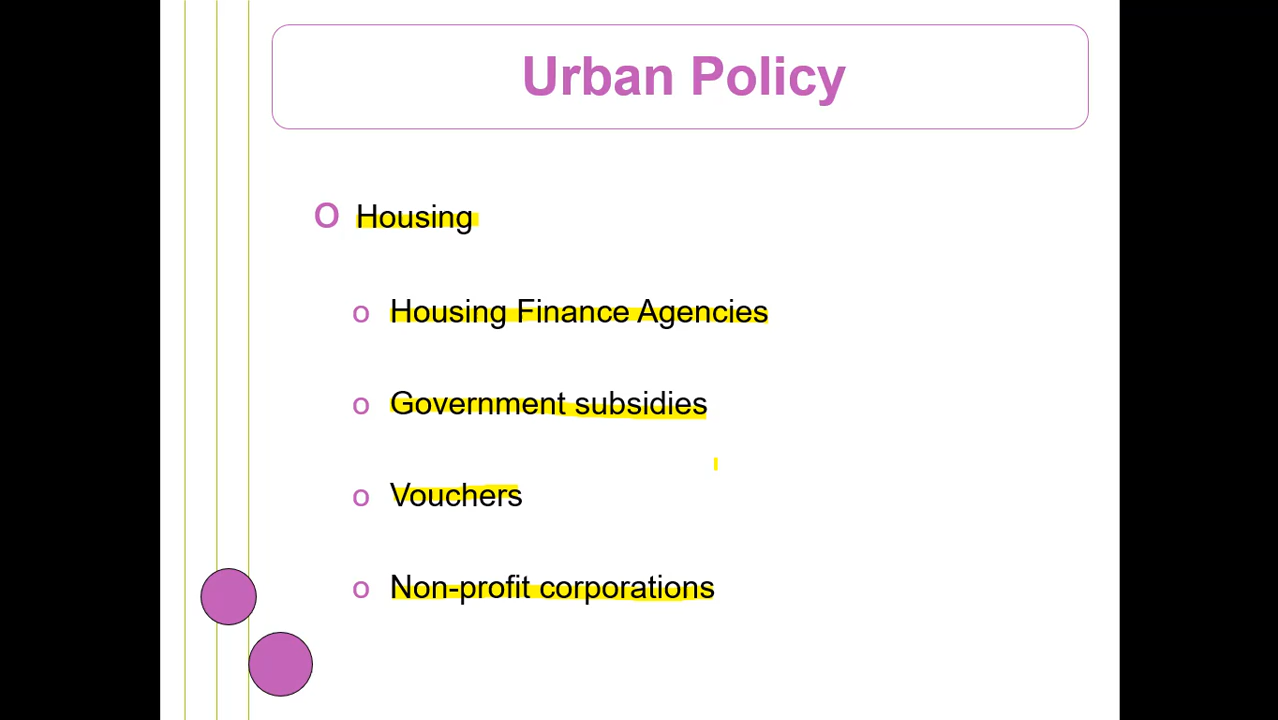 Urban Policy
Housing
Housing Finance Agencies
Government subsidies
Vouchers
Non-profit corporations